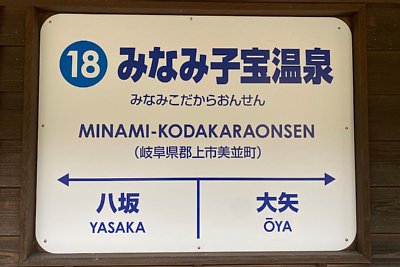 18 みなみ子宝温泉
みなみこだからおんせん
MINAMI-KODAKARAONSEN
（岐阜県郡上市美並町）
八坂 大矢
YASAKA ŌYA